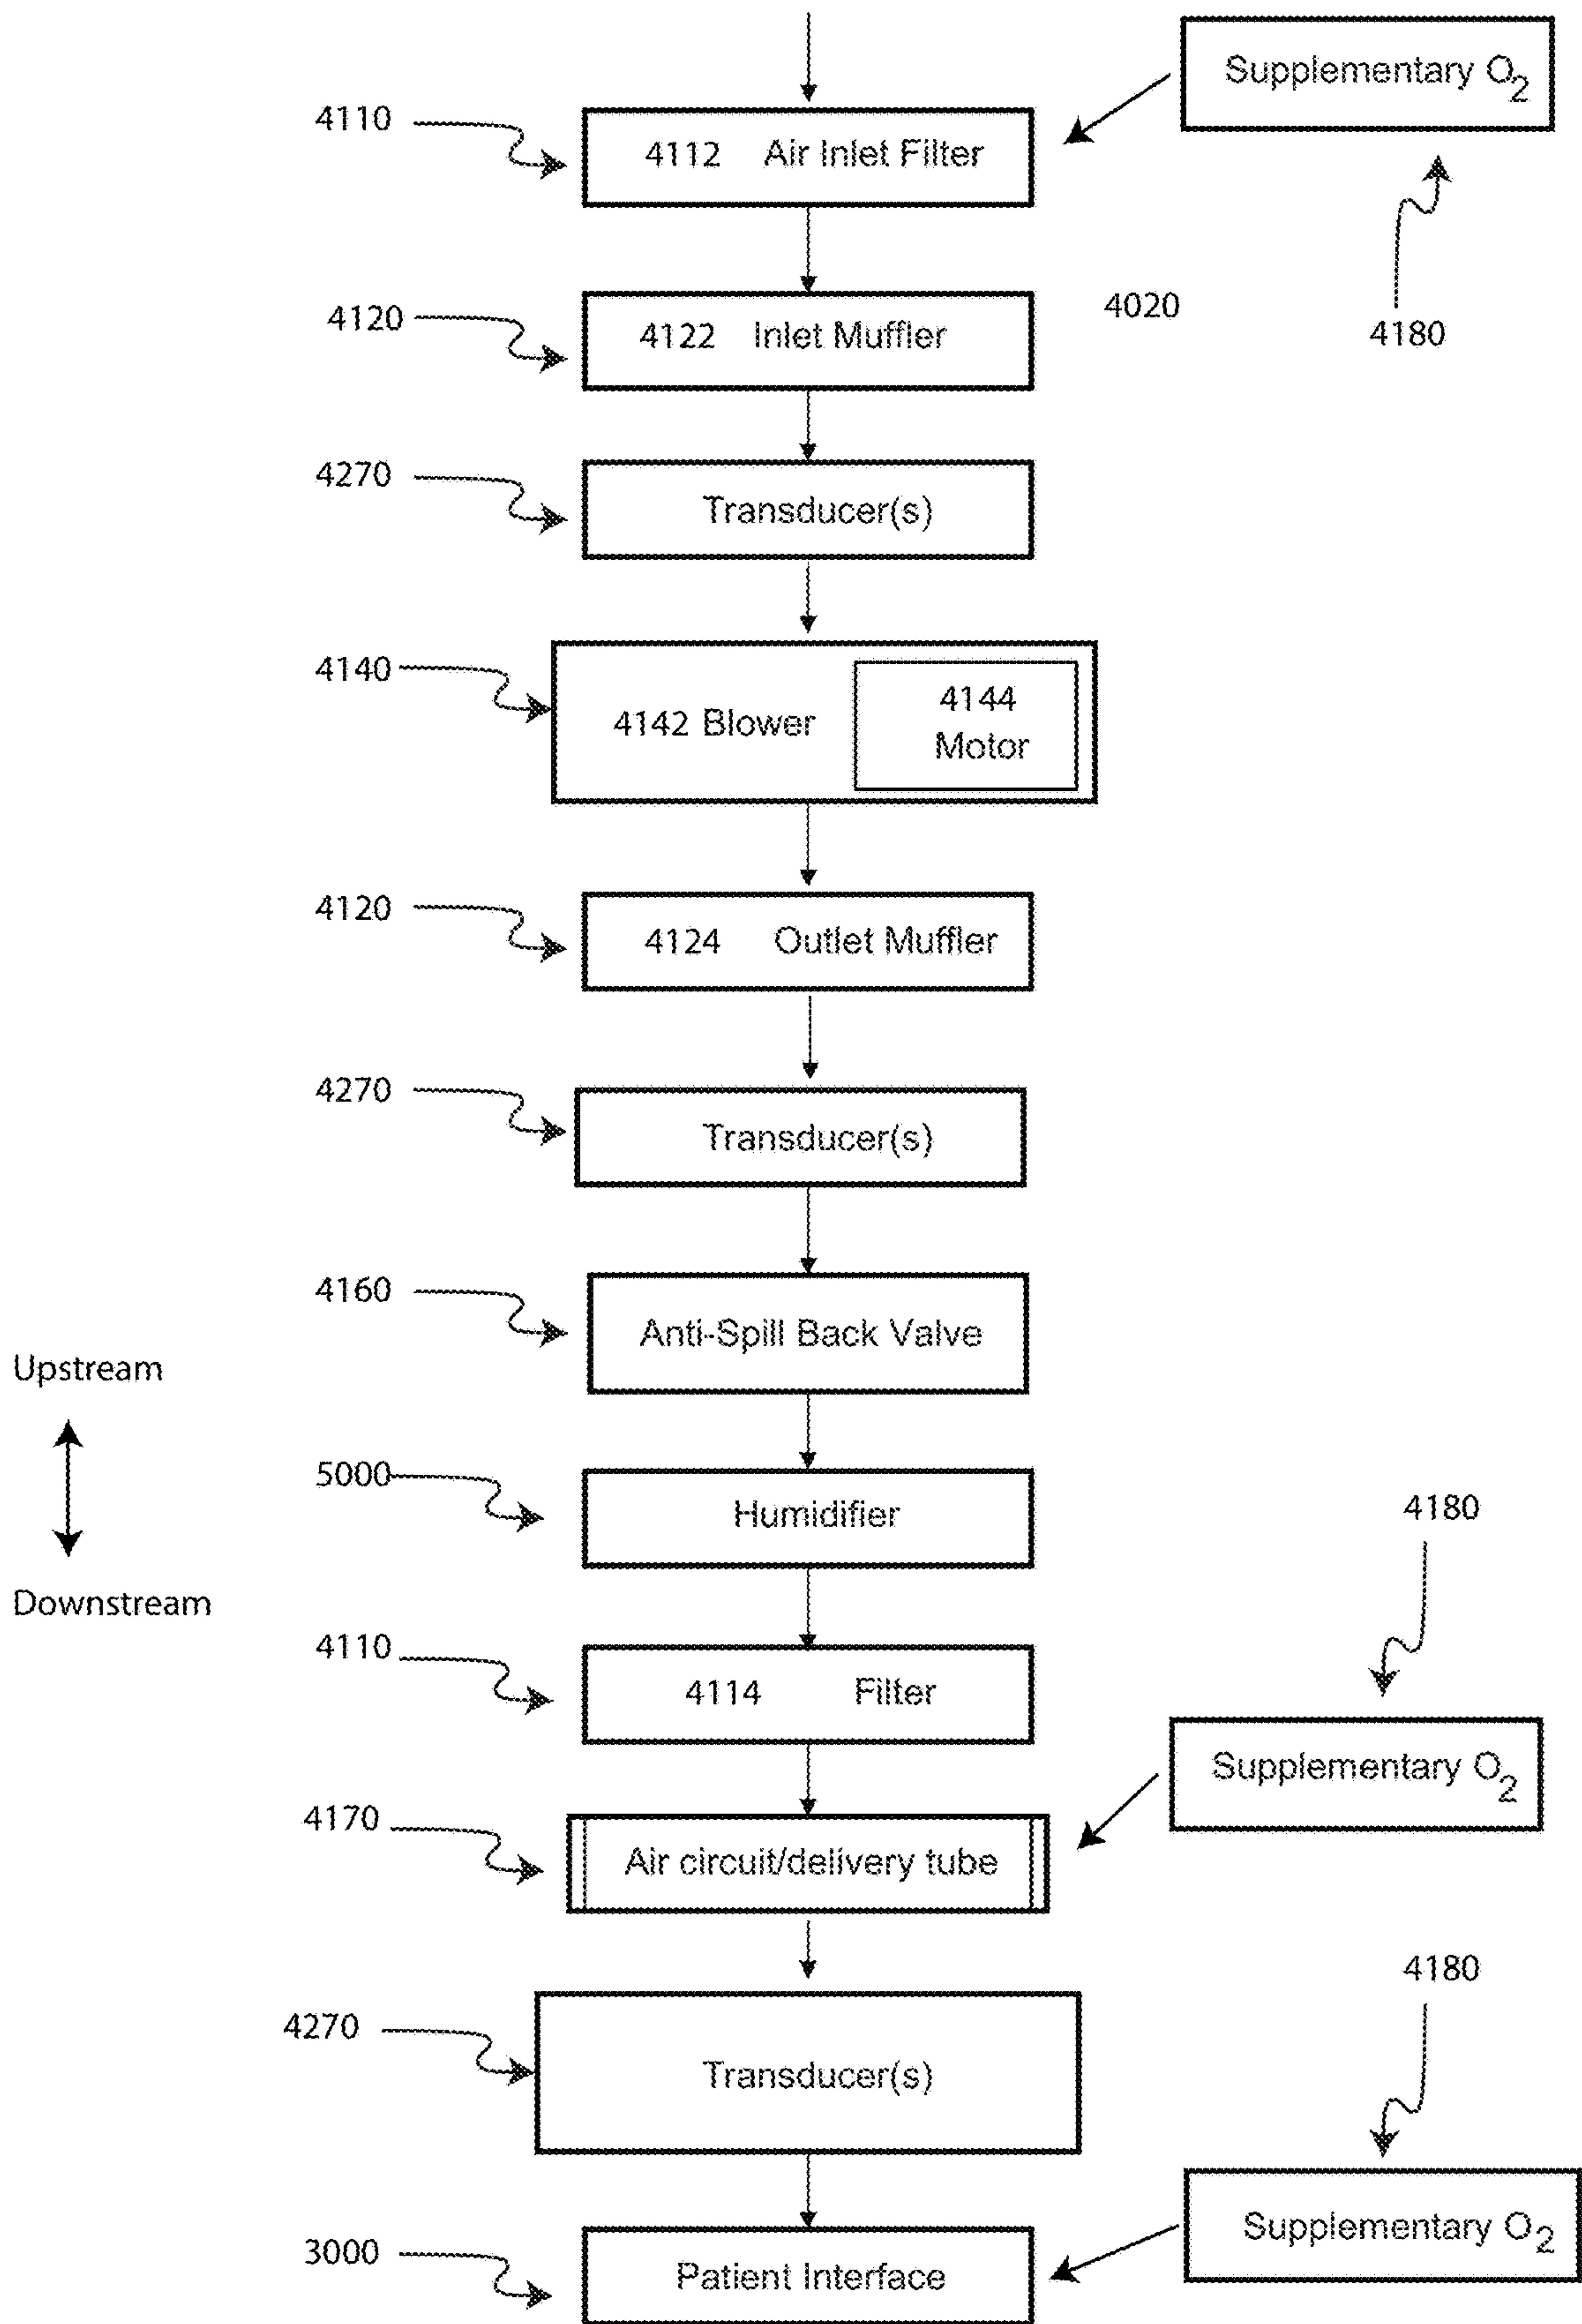 Supplementary O2
4110
4112 Air Inlet Filter
4020
4120
4122 Inlet Muffler
4180
4270
Transducer(s)
4140
4144
4142 Blower
Motor
4120
4124 Outlet Muffler
4270
Transducer(s)
4160
Anti-Spill Back Valve
Upstream
5000
Humidifier
4180
Downstream
4110
4114 Filter
Supplementary O2
4170
Air circuit/delivery tube
4180
4270
Transducer(s)
Supplementary O2
3000
Patient Interface